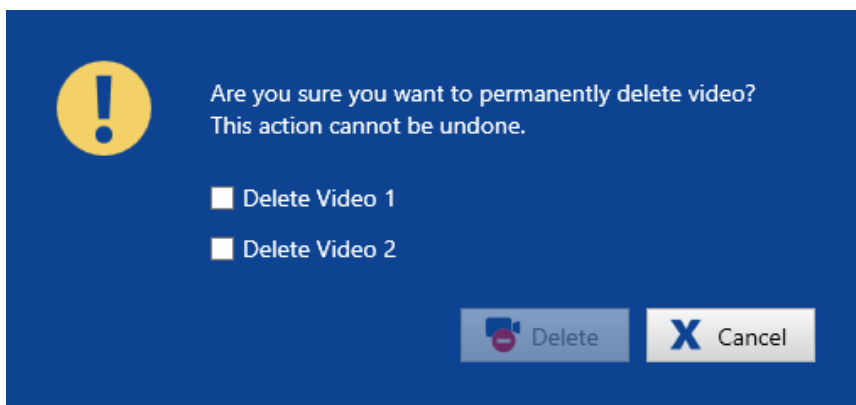 Are you sure you want to permanently delete video?
This action cannot be undone.
Delete Video 1
Delete Video 2
Delete
Cancel